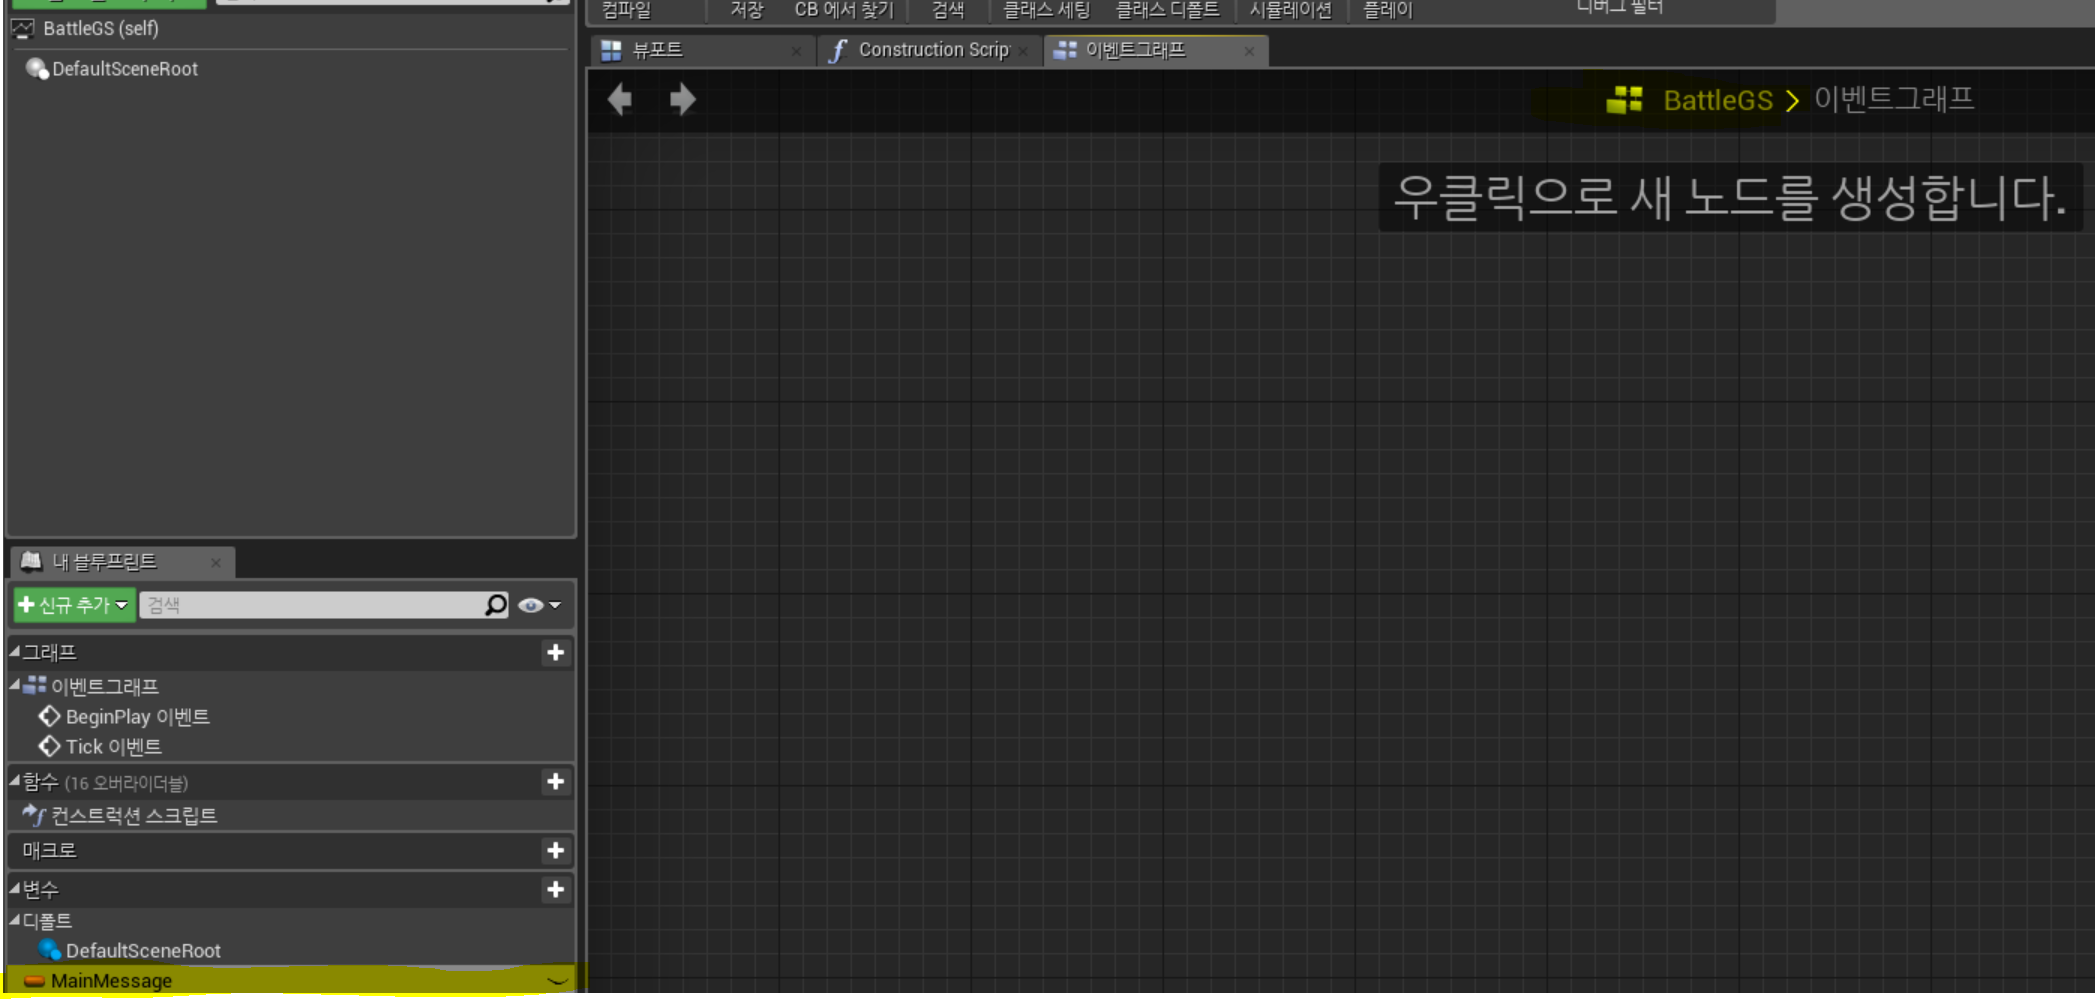 컴파일 저장 CB 에서 찾기 검색 클래스 세팅 클래스 디폴트 시뮬레이션 플레이 디버그 필터
BattleGS (self)
DefaultSceneRoot
뷰포트 Construction Scrip 이벤트그래프
BattleGS > 이벤트그래프
우클릭으로 새 노드를 생성합니다.
내 블루프린트
신규 추가 검색
그래프
이벤트그래프
BeginPlay 이벤트
Tick 이벤트
함수 (16 오버라이더블)
컨스트럭션 스크립트
매크로
변수
디폴트
DefaultSceneRoot
MainMessage